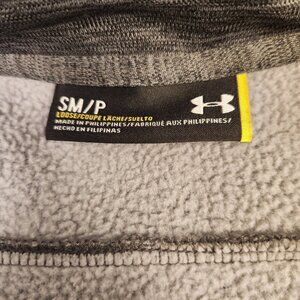 SM/P
LOOSE/COUPE LÂCHE/SUELTO
MADE IN PHILIPPINES/FABRIQUÉ AUX PHILIPPINES/
HECHO EN FILIPINAS